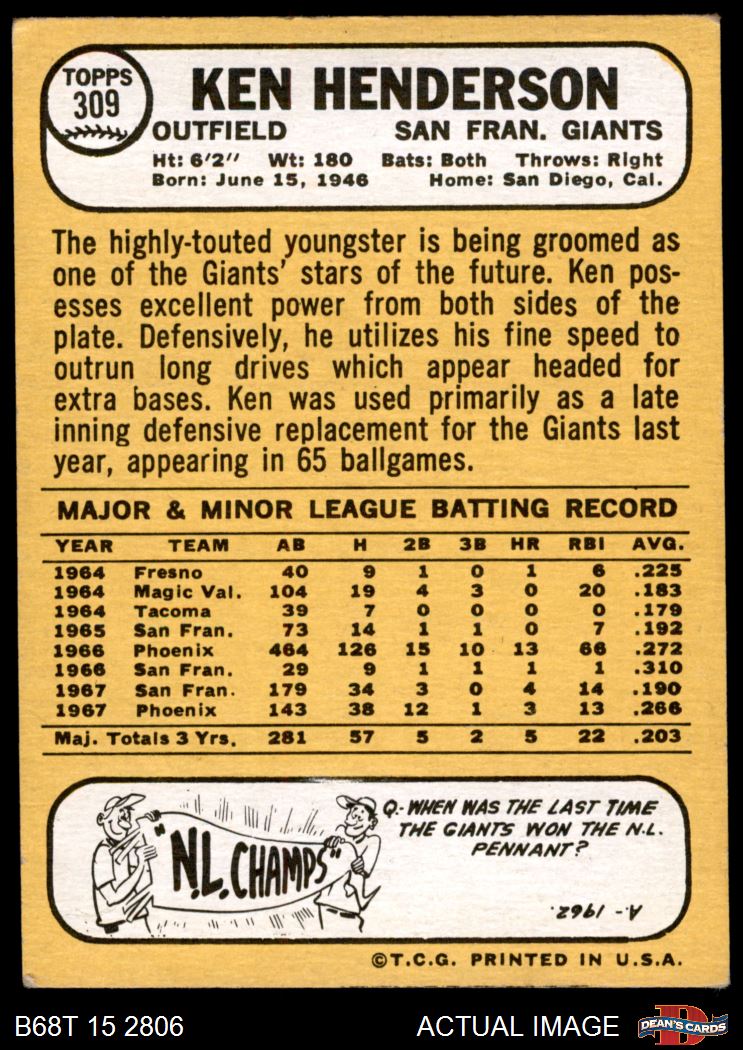 TOPPS
309
KEN HENDERSON
OUTFIELD SAN FRAN. GIANTS
Ht: 6'2" Wt: 180 Bats: Both Throws: Right
Born: June 15, 1946 Home: San Diego, Cal.
The highly-touted youngster is being groomed as
one of the Giants' stars of the future. Ken pos-
esses excellent power from both sides of the
plate. Defensively, he utilizes his fine speed to
outrun long drives which appear headed for
extra bases. Ken was used primarily as a late
inning defensive replacement for the Giants last
year, appearing in 65 ballgames.
MAJOR & MINOR LEAGUE BATTING RECORD
YEAR TEAM AB H 2B 3B HR RBI AVG.
1964 Fresno 40 9 1 0 1 6 .225
1964 Magic Val. 104 19 4 3 0 20 .183
1964 Tacoma 39 7 0 0 0 0 .179
1965 San Fran. 73 14 1 1 0 7 .192
1966 Phoenix 464 126 15 10 13 66 .272
1966 San Fran. 29 9 1 1 1 1 .310
1967 San Fran. 179 34 3 0 4 14 .190
1967 Phoenix 143 38 12 1 3 13 .266
Maj. Totals 3 Yrs. 281 57 5 2 5 22 .203
"N.L. CHAMPS"
Q.- WHEN WAS THE LAST TIME
THE GIANTS WON THE N.L.
PENNANT?
A.- 1962.
©T.C.G. PRINTED IN U.S.A.
B68T 15 2806 ACTUAL IMAGE
D
DEAN'S CARDS